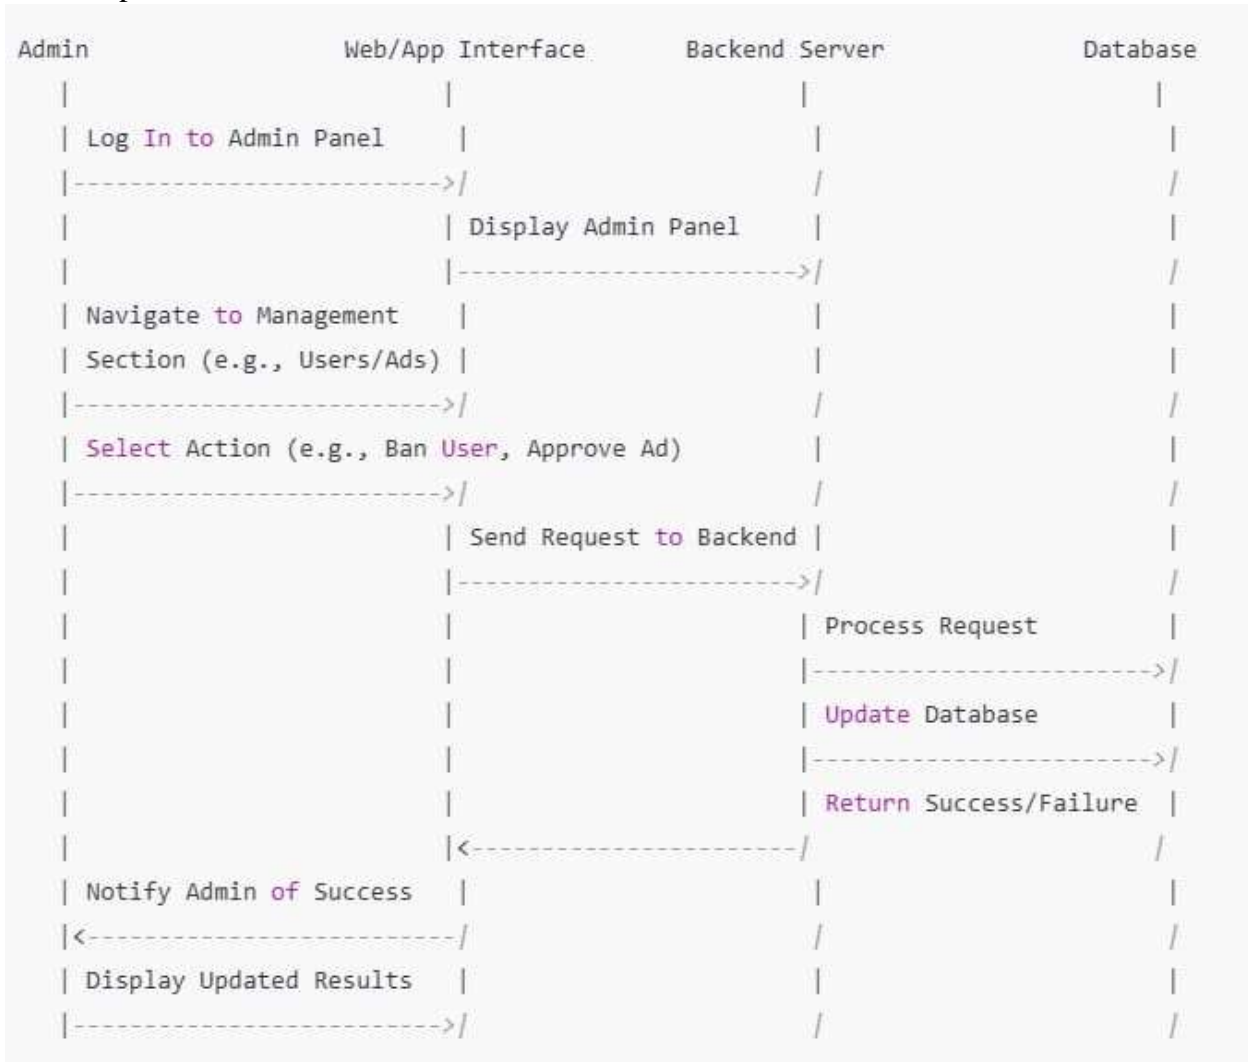 Admin Web/App Interface Backend Server Database
| | | |
| Log In to Admin Panel | | |
|-------------------------->/ / /
| | Display Admin Panel | |
| |------------------------>/ /
| Navigate to Management | | |
| Section (e.g., Users/Ads) | | |
|-------------------------->/ / /
| Select Action (e.g., Ban User, Approve Ad) | |
|-------------------------->/ / /
| | Send Request to Backend | |
| |------------------------>/ /
| | | Process Request |
| | |------------------------>/
| | | Update Database |
| | |------------------------>/
| | | Return Success/Failure |
| |<-----------------------/ /
| Notify Admin of Success | | |
|<--------------------------/ / /
| Display Updated Results | | |
|-------------------------->/ / /